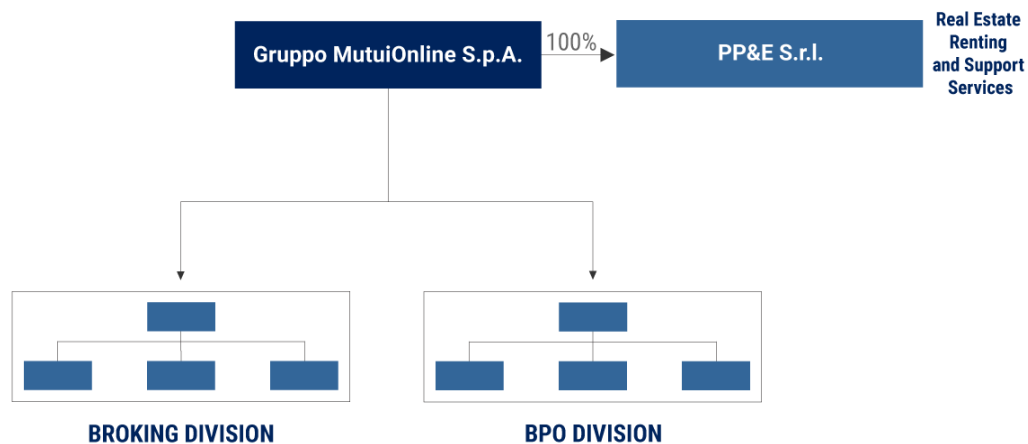 Gruppo MutuiOnline S.p.A.
100%
PP&E S.r.l.
Real Estate
Renting
and Support
Services
BROKING DIVISION
BPO DIVISION